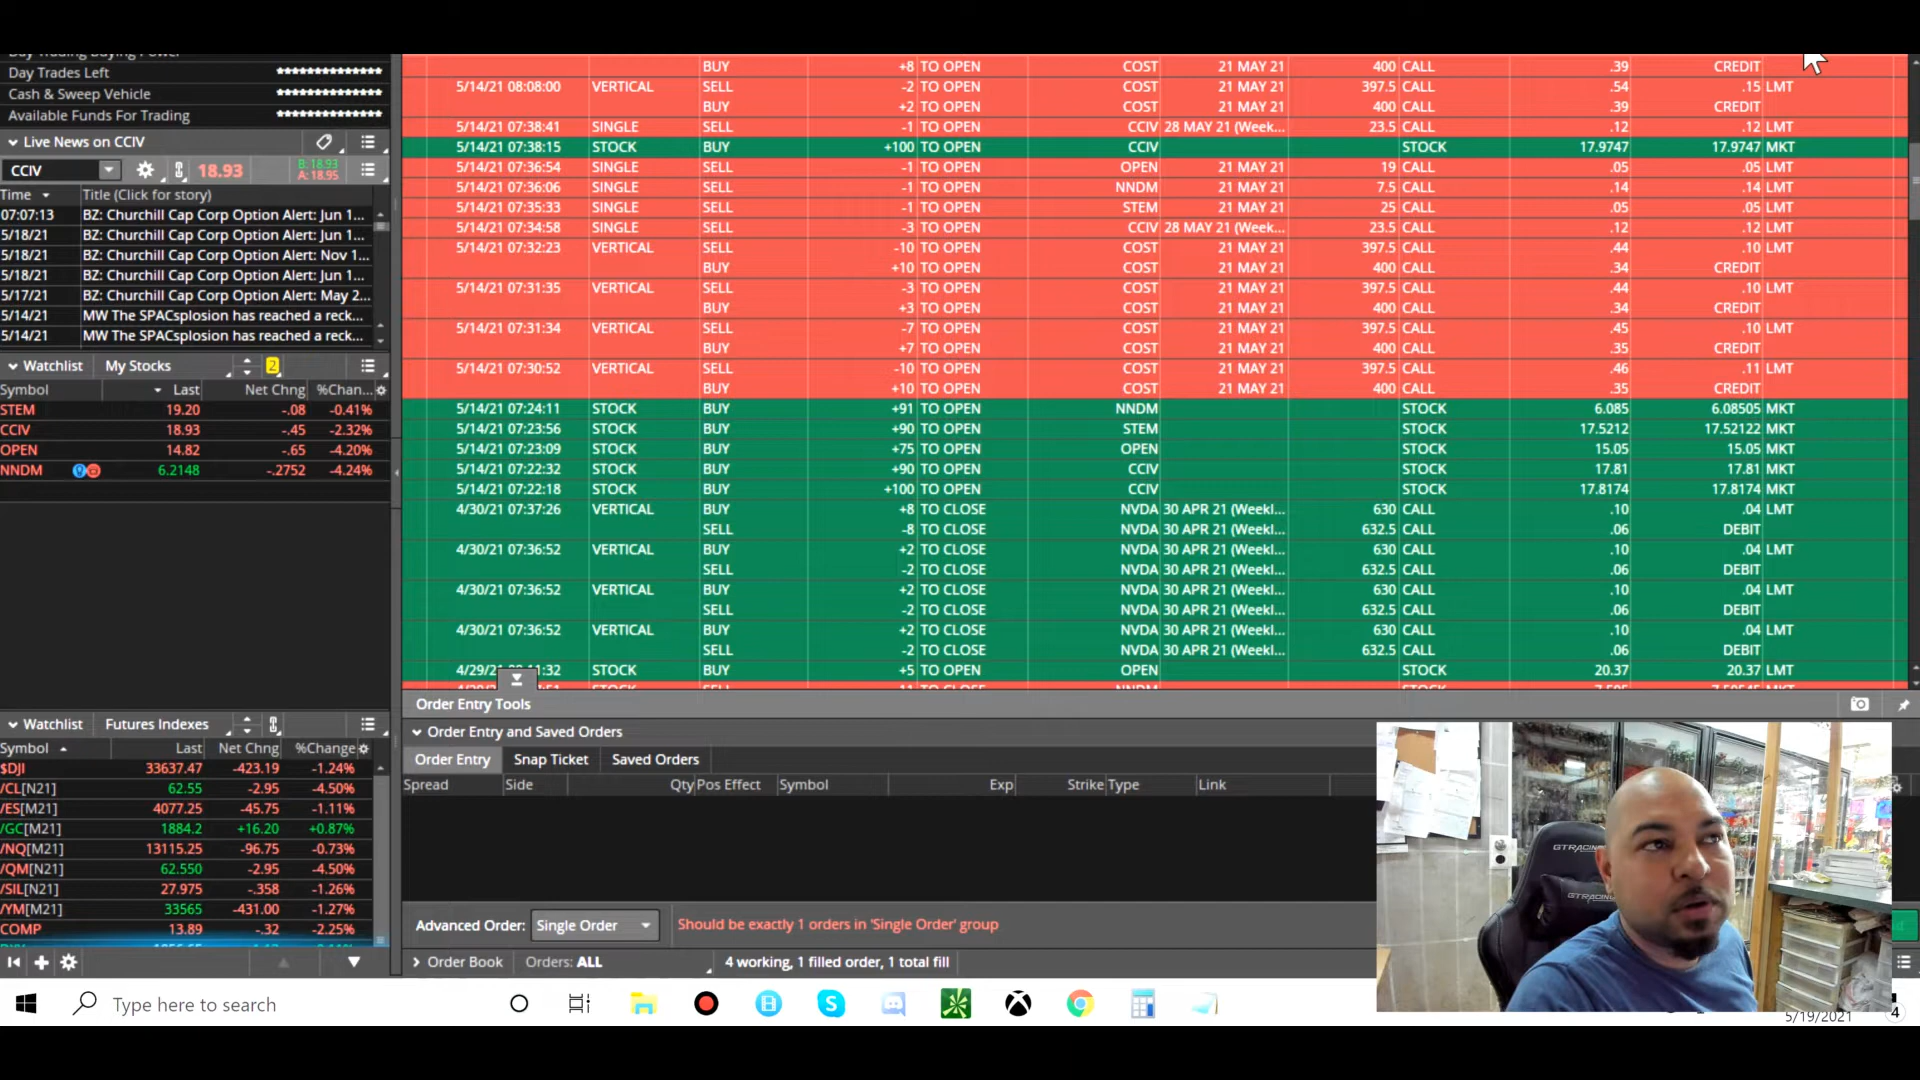 Day Trades Left **************
Cash & Sweep Vehicle **************
Available Funds For Trading **************
Live News on CCIV
CCIV 18.93 B: 18.93 A: 18.95
Time Title (Click for story)
07:07:13 BZ: Churchill Cap Corp Option Alert: Jun 1...
5/18/21 BZ: Churchill Cap Corp Option Alert: Jun 1...
5/18/21 BZ: Churchill Cap Corp Option Alert: Nov 1...
5/18/21 BZ: Churchill Cap Corp Option Alert: Jun 1...
5/17/21 BZ: Churchill Cap Corp Option Alert: May 2...
5/14/21 MW The SPACsplosion has reached a reck...
5/14/21 MW The SPACsplosion has reached a reck...
Watchlist My Stocks 2
Symbol Last Net Chng %Chan...
STEM 19.20 -.08 -0.41%
CCIV 18.93 -.45 -2.32%
OPEN 14.82 -.65 -4.20%
NNDM 6.2148 -.2752 -4.24%
Watchlist Futures Indexes
Symbol Last Net Chng %Change
$DJI 33637.47 -423.19 -1.24%
/CL[N21] 62.55 -2.95 -4.50%
/ES[M21] 4077.25 -45.75 -1.11%
/GC[M21] 1884.2 +16.20 +0.87%
/NQ[M21] 13115.25 -96.75 -0.73%
/QM[N21] 62.550 -2.95 -4.50%
/SIL[N21] 27.975 -.358 -1.26%
/YM[M21] 33565 -431.00 -1.27%
COMP 13.89 -.32 -2.25%
BUY +8 TO OPEN COST 21 MAY 21 400 CALL .39 CREDIT
5/14/21 08:08:00 VERTICAL SELL -2 TO OPEN COST 21 MAY 21 397.5 CALL .54 .15 LMT
BUY +2 TO OPEN COST 21 MAY 21 400 CALL .39 CREDIT
5/14/21 07:38:41 SINGLE SELL -1 TO OPEN CCIV 28 MAY 21 (Week... 23.5 CALL .12 .12 LMT
5/14/21 07:38:15 STOCK BUY +100 TO OPEN CCIV STOCK 17.9747 17.9747 MKT
5/14/21 07:36:54 SINGLE SELL -1 TO OPEN OPEN 21 MAY 21 19 CALL .05 .05 LMT
5/14/21 07:36:06 SINGLE SELL -1 TO OPEN NNDM 21 MAY 21 7.5 CALL .14 .14 LMT
5/14/21 07:35:33 SINGLE SELL -1 TO OPEN STEM 21 MAY 21 25 CALL .05 .05 LMT
5/14/21 07:34:58 SINGLE SELL -3 TO OPEN CCIV 28 MAY 21 (Week... 23.5 CALL .12 .12 LMT
5/14/21 07:32:23 VERTICAL SELL -10 TO OPEN COST 21 MAY 21 397.5 CALL .44 .10 LMT
BUY +10 TO OPEN COST 21 MAY 21 400 CALL .34 CREDIT
5/14/21 07:31:35 VERTICAL SELL -3 TO OPEN COST 21 MAY 21 397.5 CALL .44 .10 LMT
BUY +3 TO OPEN COST 21 MAY 21 400 CALL .34 CREDIT
5/14/21 07:31:34 VERTICAL SELL -7 TO OPEN COST 21 MAY 21 397.5 CALL .45 .10 LMT
BUY +7 TO OPEN COST 21 MAY 21 400 CALL .35 CREDIT
5/14/21 07:30:52 VERTICAL SELL -10 TO OPEN COST 21 MAY 21 397.5 CALL .46 .11 LMT
BUY +10 TO OPEN COST 21 MAY 21 400 CALL .35 CREDIT
5/14/21 07:24:11 STOCK BUY +91 TO OPEN NNDM STOCK 6.085 6.08505 MKT
5/14/21 07:23:56 STOCK BUY +90 TO OPEN STEM STOCK 17.5212 17.52122 MKT
5/14/21 07:23:09 STOCK BUY +75 TO OPEN OPEN STOCK 15.05 15.05 MKT
5/14/21 07:22:32 STOCK BUY +90 TO OPEN CCIV STOCK 17.81 17.81 MKT
5/14/21 07:22:18 STOCK BUY +100 TO OPEN CCIV STOCK 17.8174 17.8174 MKT
4/30/21 07:37:26 VERTICAL BUY +8 TO CLOSE NVDA 30 APR 21 (Weekl... 630 CALL .10 .04 LMT
SELL -8 TO CLOSE NVDA 30 APR 21 (Weekl... 632.5 CALL .06 DEBIT
4/30/21 07:36:52 VERTICAL BUY +2 TO CLOSE NVDA 30 APR 21 (Weekl... 630 CALL .10 .04 LMT
SELL -2 TO CLOSE NVDA 30 APR 21 (Weekl... 632.5 CALL .06 DEBIT
4/30/21 07:36:52 VERTICAL BUY +2 TO CLOSE NVDA 30 APR 21 (Weekl... 630 CALL .10 .04 LMT
SELL -2 TO CLOSE NVDA 30 APR 21 (Weekl... 632.5 CALL .06 DEBIT
4/30/21 07:36:52 VERTICAL BUY +2 TO CLOSE NVDA 30 APR 21 (Weekl... 630 CALL .10 .04 LMT
SELL -2 TO CLOSE NVDA 30 APR 21 (Weekl... 632.5 CALL .06 DEBIT
4/29/21 STOCK BUY +5 TO OPEN OPEN STOCK 20.37 20.37 LMT
Order Entry Tools
Order Entry and Saved Orders
Order Entry Snap Ticket Saved Orders
Spread Side Qty Pos Effect Symbol Exp Strike Type Link
Advanced Order: Single Order Should be exactly 1 orders in 'Single Order' group
Order Book Orders: ALL 4 working, 1 filled order, 1 total fill
GTRACING
GTRACING
Type here to search
5/19/2021 4